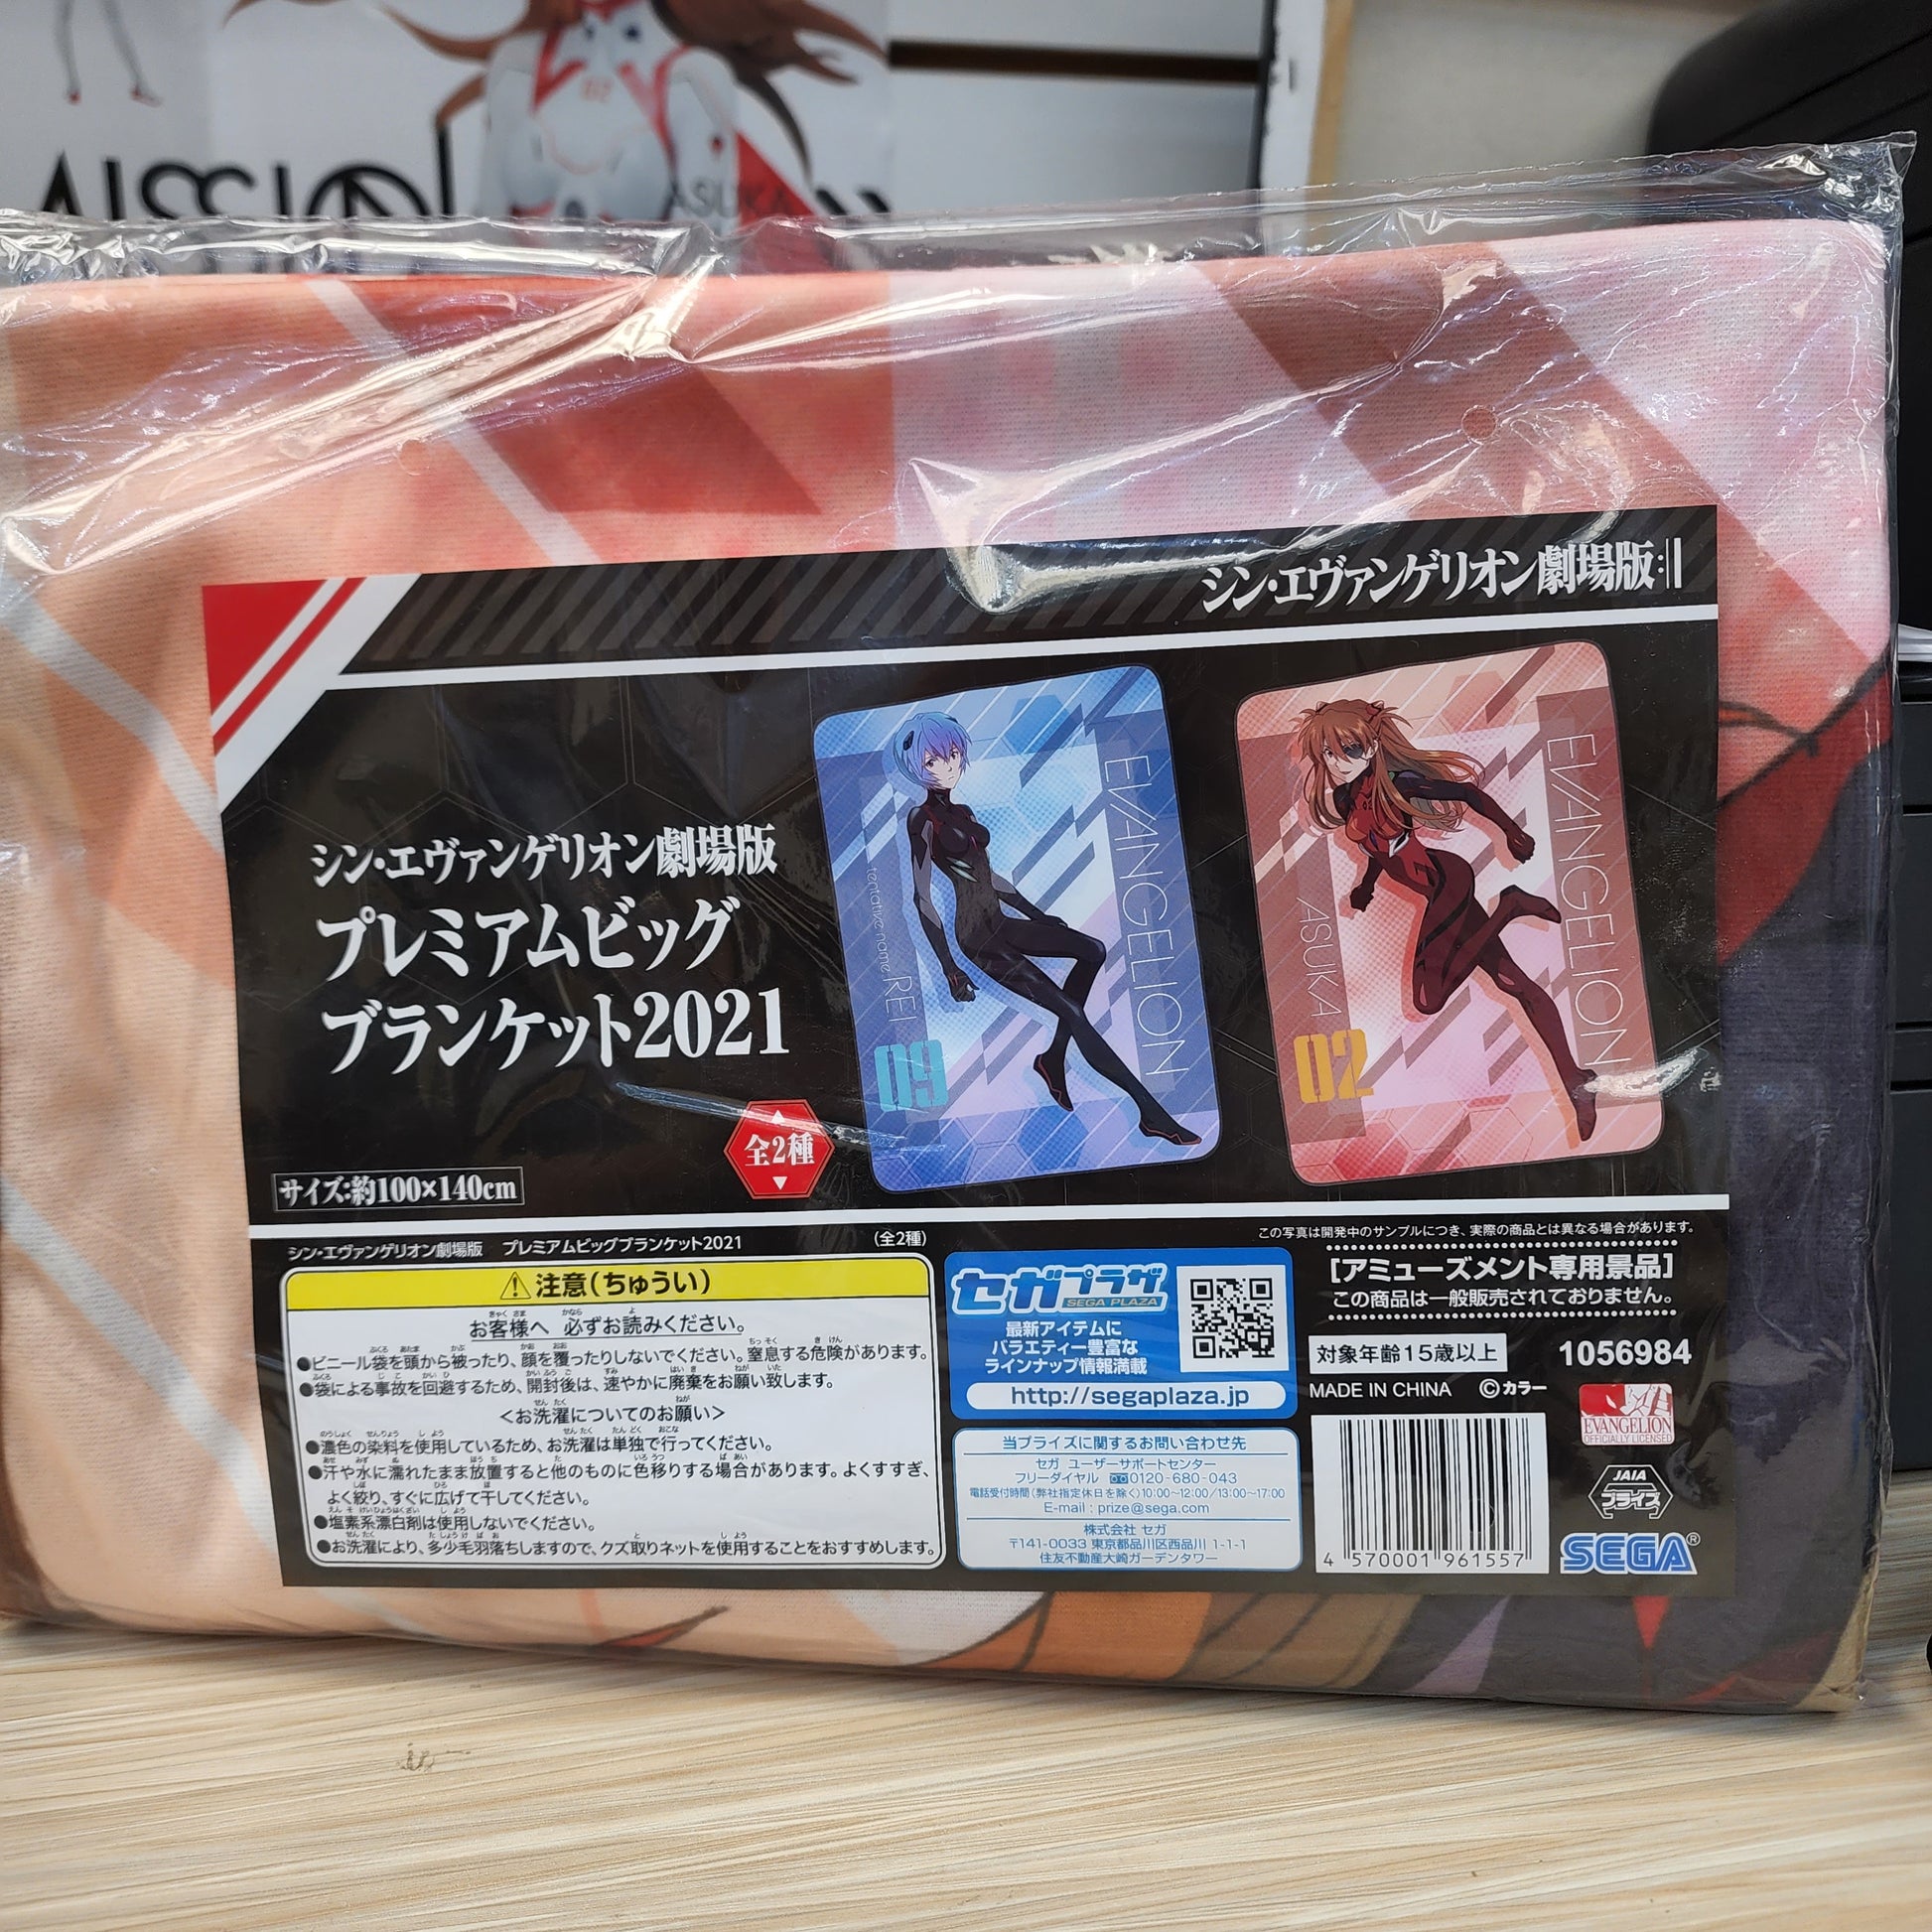 02
ASUKA
シン・エヴァンゲリオン劇場版:||
シン・エヴァンゲリオン劇場版
プレミアムビッグ
ブランケット2021
全2種
サイズ:約100×140cm
EVANGELION
tentative name REI
09
EVANGELION
ASUKA
02
シン・エヴァンゲリオン劇場版 プレミアムビッグブランケット2021 (全2種)
この写真は開発中のサンプルにつき、実際の商品とは異なる場合があります。
注意(ちゅうい)
お客様へ 必ずお読みください。
●ビニール袋を頭から被ったり、顔を覆ったりしないでください。窒息する危険があります。
●袋による事故を回避するため、開封後は、速やかに廃棄をお願い致します。
<お洗濯についてのお願い>
●濃色の染料を使用しているため、お洗濯は単独で行ってください。
●汗や水に濡れたまま放置すると他のものに色移りする場合があります。よくすすぎ、
よく絞り、すぐに広げて干してください。
●塩素系漂白剤は使用しないでください。
●お洗濯により、多少毛羽落ちしますので、クズ取りネットを使用することをおすすめします。
セガプラザ
SEGA PLAZA
最新アイテムに
バラエティー豊富な
ラインナップ情報満載
http://segaplaza.jp
当プライズに関するお問い合わせ先
セガ ユーザーサポートセンター
フリーダイヤル 0120-680-043
電話受付時間(弊社指定休日を除く)10:00~12:00/13:00~17:00
E-mail : prize@sega.com
株式会社 セガ
〒141-0033 東京都品川区西品川 1-1-1
住友不動産大崎ガーデンタワー
[アミューズメント専用景品]
この商品は一般販売されておりません。
対象年齢15歳以上
1056984
MADE IN CHINA ©カラー
EVANGELION
OFFICIALLY LICENSED
JAIA
プライズ
4 570001 961557
SEGA®